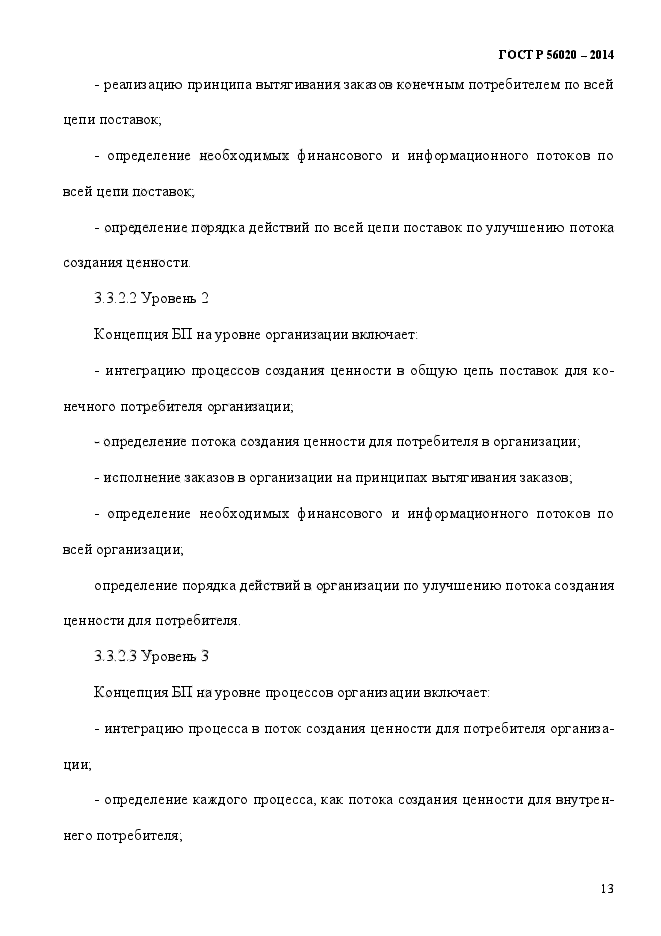 ГОСТ Р 56020 – 2014
- реализацию принципа вытягивания заказов конечным потребителем по всей
цепи поставок;
- определение необходимых финансового и информационного потоков по
всей цепи поставок;
- определение порядка действий по всей цепи поставок по улучшению потока
создания ценности.
3.3.2.2 Уровень 2
Концепция БП на уровне организации включает:
- интеграцию процессов создания ценности в общую цепь поставок для ко-
нечного потребителя организации;
- определение потока создания ценности для потребителя в организации;
- исполнение заказов в организации на принципах вытягивания заказов;
- определение необходимых финансового и информационного потоков по
всей организации;
определение порядка действий в организации по улучшению потока создания
ценности для потребителя.
3.3.2.3 Уровень 3
Концепция БП на уровне процессов организации включает:
- интеграцию процесса в поток создания ценности для потребителя организа-
ции;
- определение каждого процесса, как потока создания ценности для внутрен-
него потребителя;
13